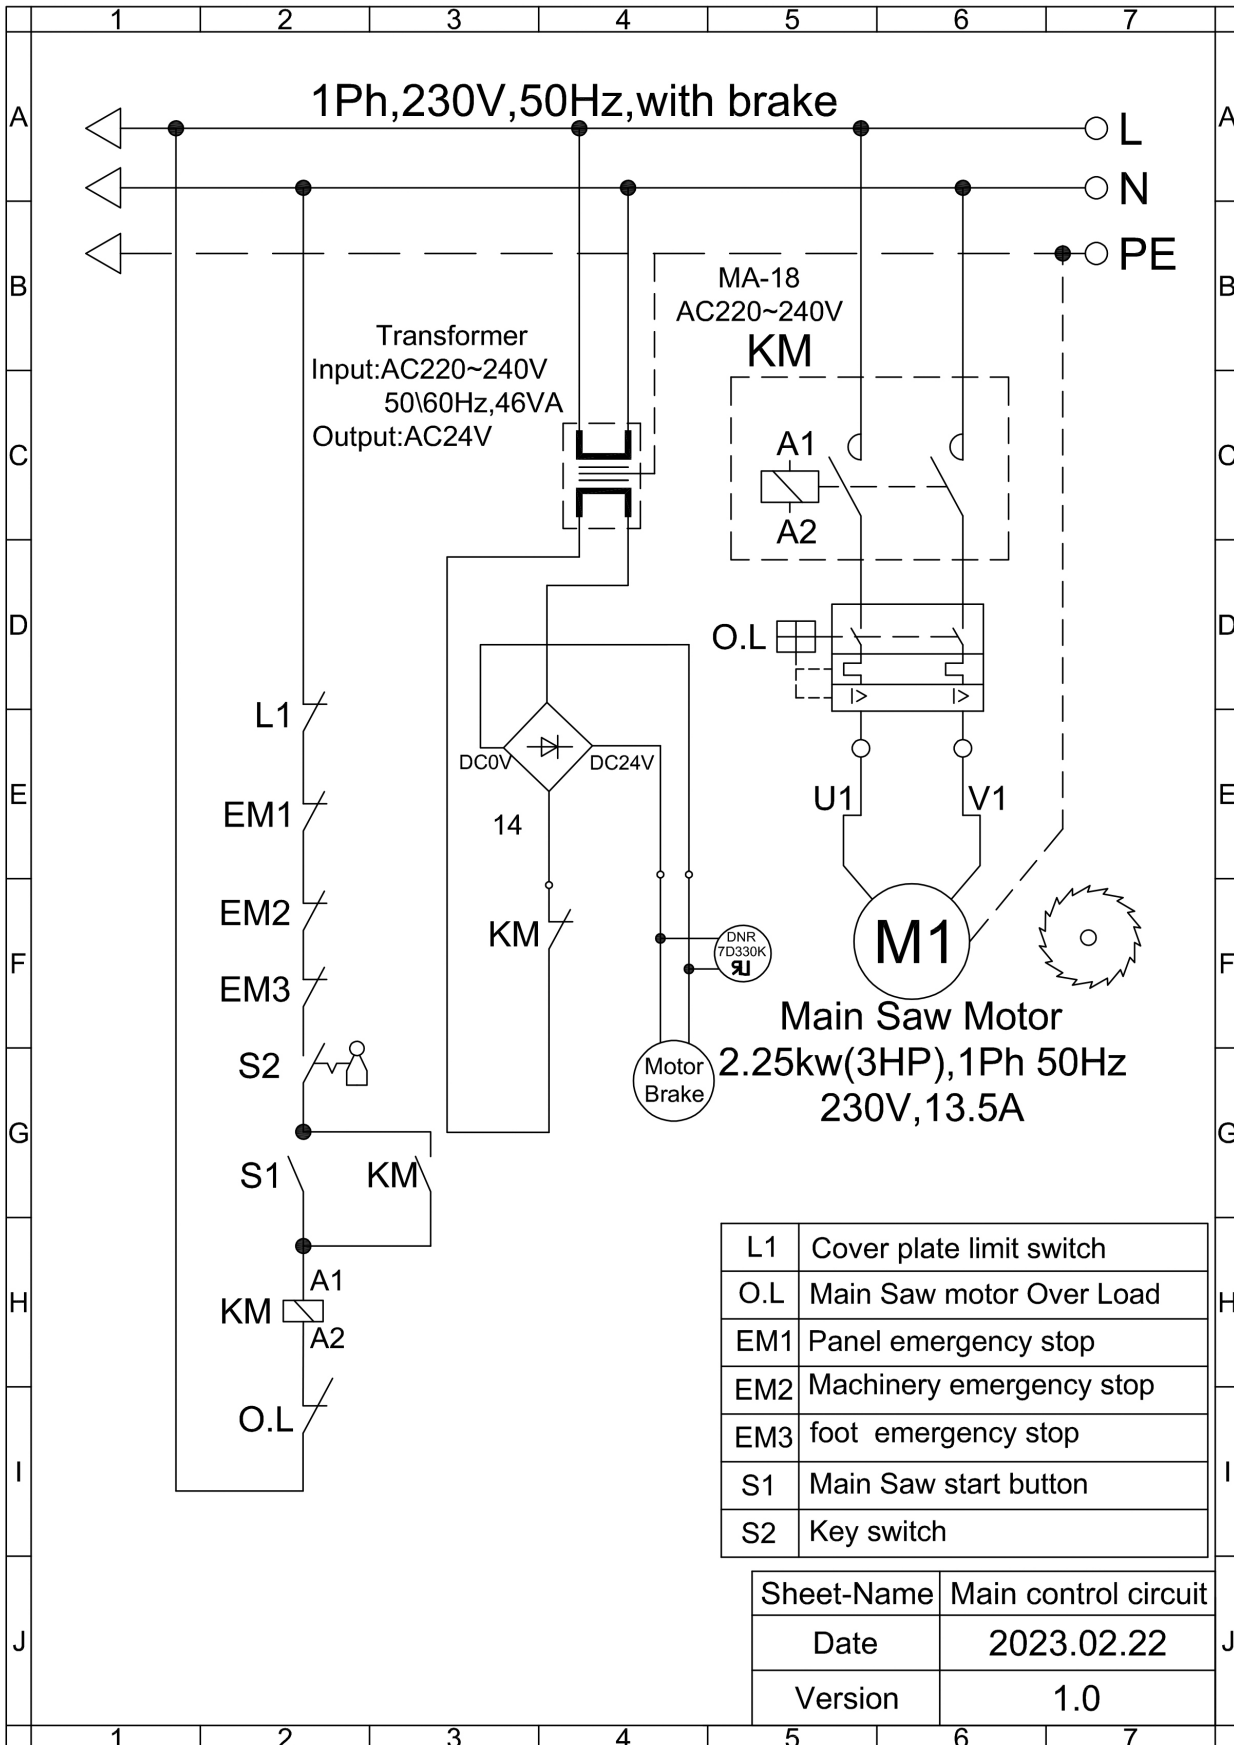 1 2 3 4 5 6 7
1Ph,230V,50Hz,with brake
A A
L
N
PE
B B
MA-18
AC220~240V
KM
Transformer
Input:AC220~240V
50\60Hz,46VA
Output:AC24V
C C
A1
A2
D D
O.L
L1
DC0V DC24V
E E
U1 V1
EM1
14
EM2
KM
DNR
7D330K
M1
F F
EM3
Main Saw Motor
2.25kw(3HP),1Ph 50Hz
230V,13.5A
S2
Motor
Brake
G G
S1 KM
A1
KM
A2
H H
O.L
I I
L1 Cover plate limit switch
O.L Main Saw motor Over Load
EM1 Panel emergency stop
EM2 Machinery emergency stop
EM3 foot emergency stop
S1 Main Saw start button
S2 Key switch
Sheet-Name Main control circuit
J J
Date 2023.02.22
Version 1.0
1 2 3 4 5 6 7